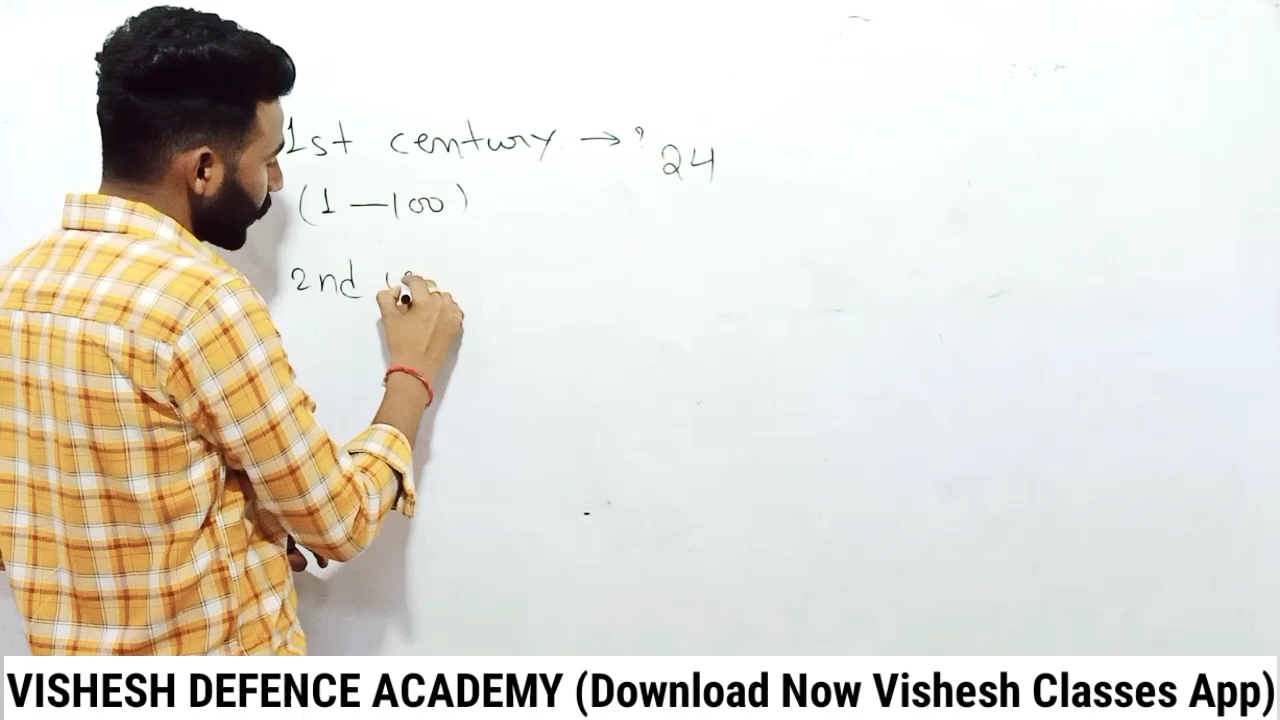 1st century → ? 24
(1 — 100)
2nd
VISHESH DEFENCE ACADEMY (Download Now Vishesh Classes App)